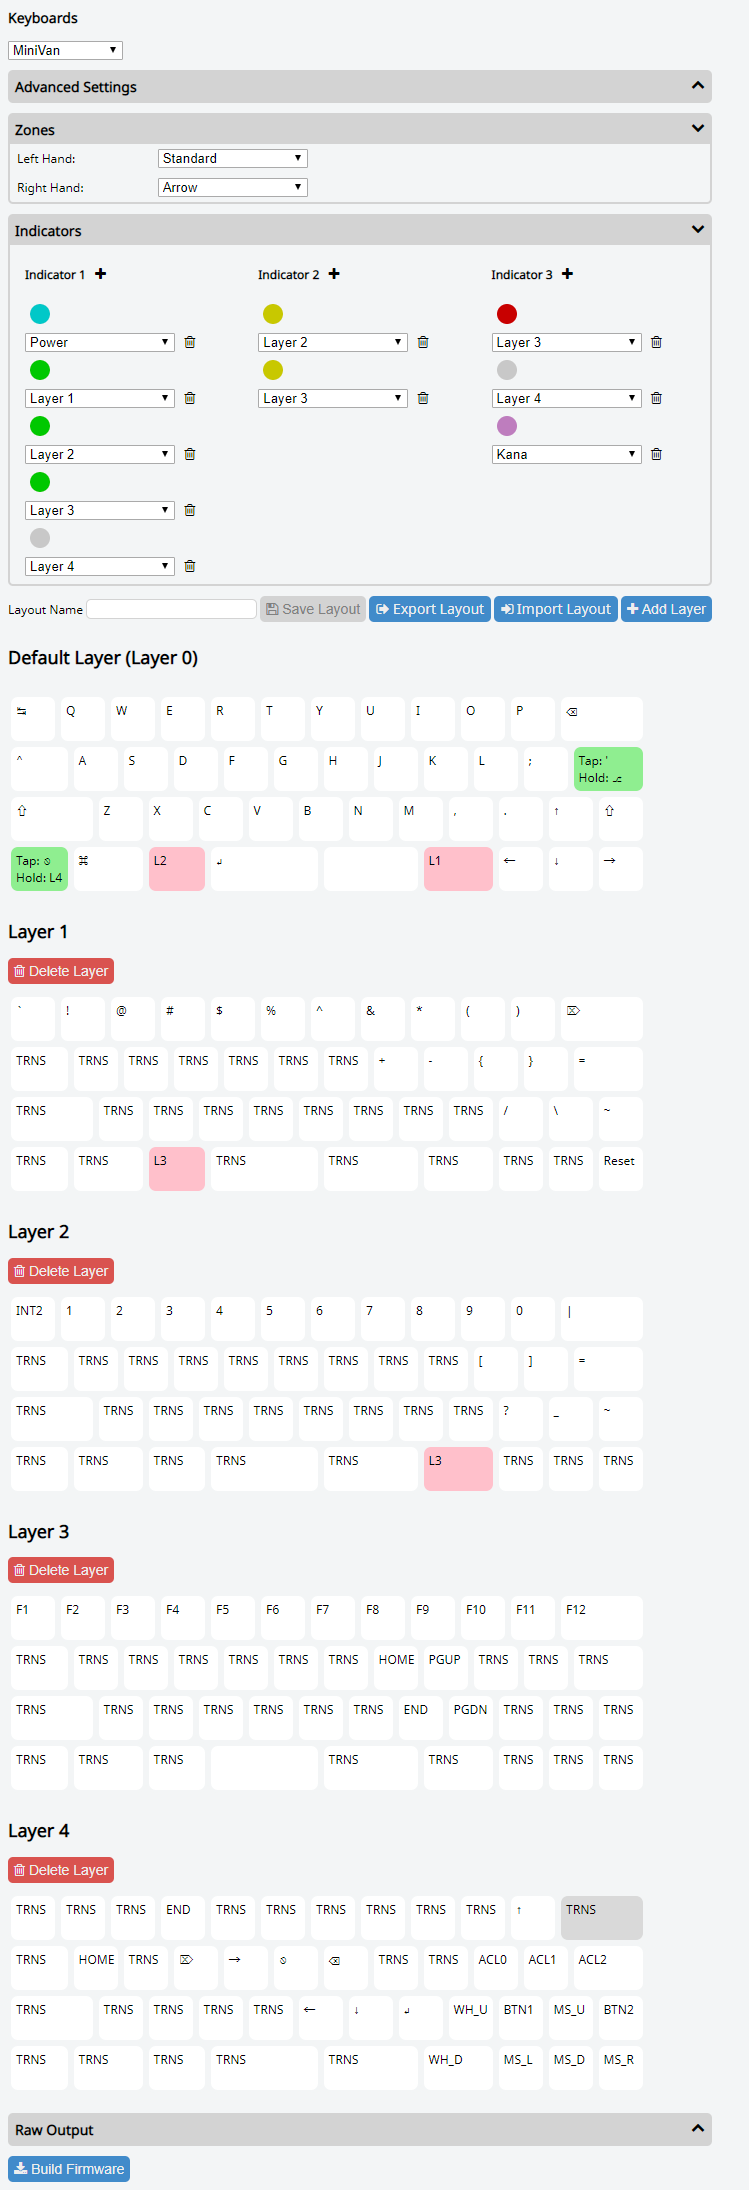 Keyboards
MiniVan
Advanced Settings
Zones
Left Hand: Standard
Right Hand: Arrow
Indicators
Indicator 1 Indicator 2 Indicator 3
Power Layer 2 Layer 3
Layer 1 Layer 3 Layer 4
Layer 2 Kana
Layer 3
Layer 4
Layout Name Save Layout Export Layout Import Layout Add Layer
Default Layer (Layer 0)
↹ Q W E R T Y U I O P ⌫
^ A S D F G H J K L ; Tap: '
Hold: ⎇
⇧ Z X C V B N M , . ↑ ⇧
Tap: ⎋ ⌘ L2 ↲ L1 ← ↓ →
Hold: L4
Layer 1
Delete Layer
` ! @ # $ % ^ & * ( ) ⌦
TRNS TRNS TRNS TRNS TRNS TRNS TRNS + - { } =
TRNS TRNS TRNS TRNS TRNS TRNS TRNS TRNS TRNS / \ ~
TRNS TRNS L3 TRNS TRNS TRNS TRNS TRNS Reset
Layer 2
Delete Layer
INT2 1 2 3 4 5 6 7 8 9 0 |
TRNS TRNS TRNS TRNS TRNS TRNS TRNS TRNS TRNS [ ] =
TRNS TRNS TRNS TRNS TRNS TRNS TRNS TRNS TRNS ? _ ~
TRNS TRNS TRNS TRNS TRNS L3 TRNS TRNS TRNS
Layer 3
Delete Layer
F1 F2 F3 F4 F5 F6 F7 F8 F9 F10 F11 F12
TRNS TRNS TRNS TRNS TRNS TRNS TRNS HOME PGUP TRNS TRNS TRNS
TRNS TRNS TRNS TRNS TRNS TRNS TRNS END PGDN TRNS TRNS TRNS
TRNS TRNS TRNS TRNS TRNS TRNS TRNS TRNS
Layer 4
Delete Layer
TRNS TRNS TRNS END TRNS TRNS TRNS TRNS TRNS TRNS ↑ TRNS
TRNS HOME TRNS ⌦ → ⎋ ⌫ TRNS TRNS ACL0 ACL1 ACL2
TRNS TRNS TRNS TRNS TRNS ← ↓ ↲ WH_U BTN1 MS_U BTN2
TRNS TRNS TRNS TRNS TRNS WH_D MS_L MS_D MS_R
Raw Output
Build Firmware